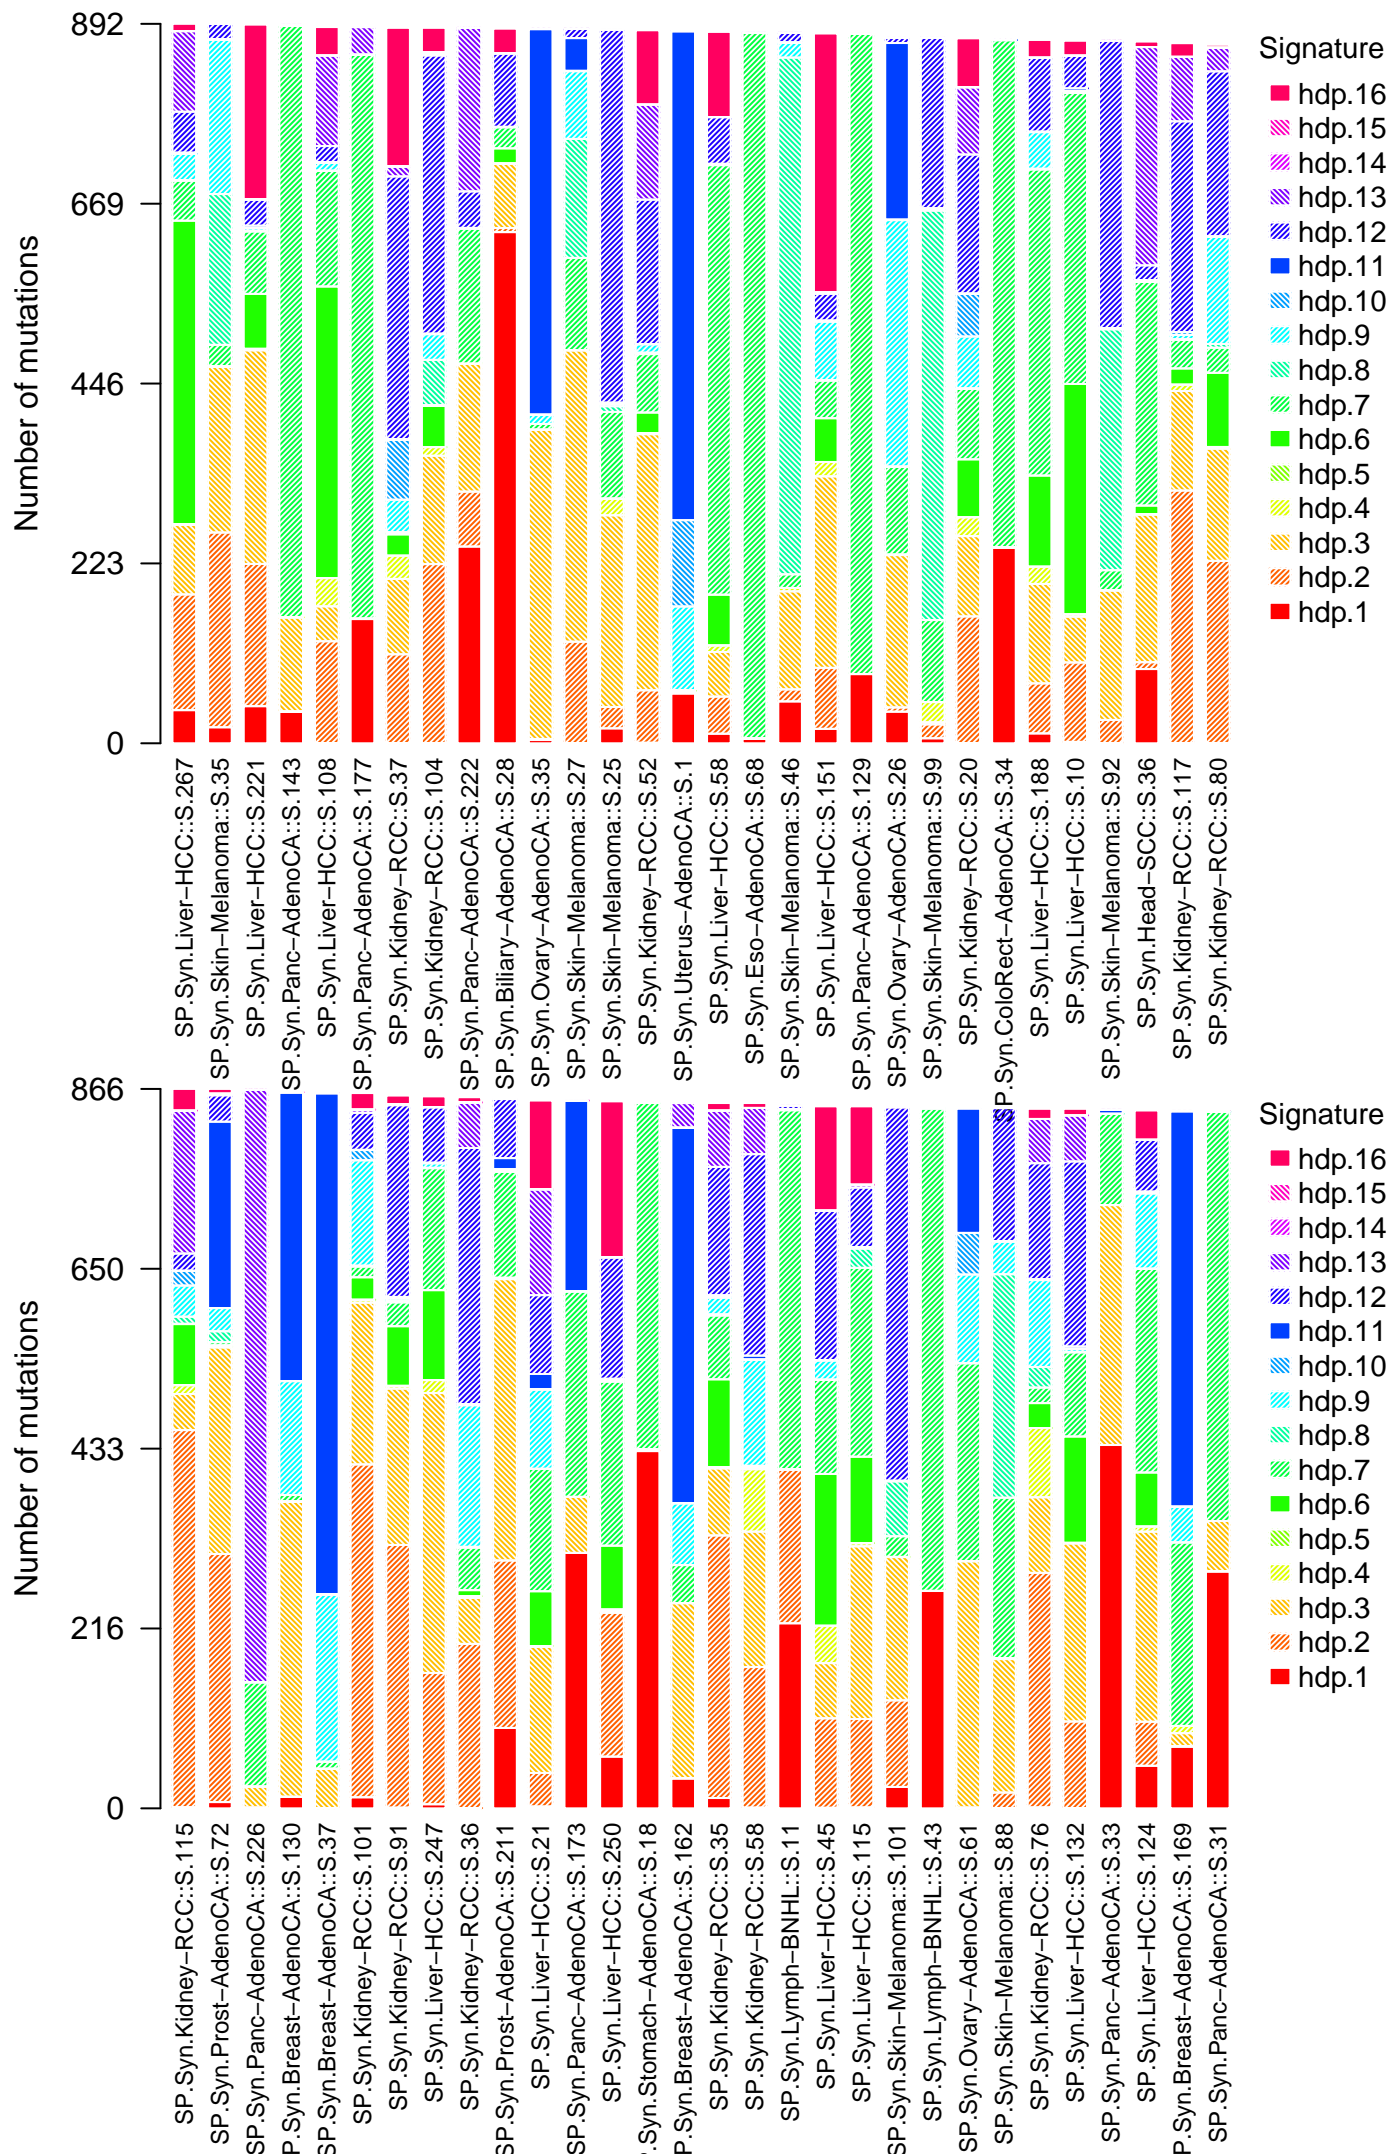 892
669
446
223
0
Number of mutations
Signature
hdp.16
hdp.15
hdp.14
hdp.13
hdp.12
hdp.11
hdp.10
hdp.9
hdp.8
hdp.7
hdp.6
hdp.5
hdp.4
hdp.3
hdp.2
hdp.1
SP.Syn.Liver−HCC::S.267
SP.Syn.Skin−Melanoma::S.35
SP.Syn.Liver−HCC::S.221
SP.Syn.Panc−AdenoCA::S.143
SP.Syn.Liver−HCC::S.108
SP.Syn.Panc−AdenoCA::S.177
SP.Syn.Kidney−RCC::S.37
SP.Syn.Kidney−RCC::S.104
SP.Syn.Panc−AdenoCA::S.222
SP.Syn.Biliary−AdenoCA::S.28
SP.Syn.Ovary−AdenoCA::S.35
SP.Syn.Skin−Melanoma::S.27
SP.Syn.Skin−Melanoma::S.25
SP.Syn.Kidney−RCC::S.52
SP.Syn.Uterus−AdenoCA::S.1
SP.Syn.Liver−HCC::S.58
SP.Syn.Eso−AdenoCA::S.68
SP.Syn.Skin−Melanoma::S.46
SP.Syn.Liver−HCC::S.151
SP.Syn.Panc−AdenoCA::S.129
SP.Syn.Ovary−AdenoCA::S.26
SP.Syn.Skin−Melanoma::S.99
SP.Syn.Kidney−RCC::S.20
SP.Syn.ColoRect−AdenoCA::S.34
SP.Syn.Liver−HCC::S.188
SP.Syn.Liver−HCC::S.10
SP.Syn.Skin−Melanoma::S.92
SP.Syn.Head−SCC::S.36
SP.Syn.Kidney−RCC::S.117
SP.Syn.Kidney−RCC::S.80
866
650
433
216
0
Number of mutations
Signature
hdp.16
hdp.15
hdp.14
hdp.13
hdp.12
hdp.11
hdp.10
hdp.9
hdp.8
hdp.7
hdp.6
hdp.5
hdp.4
hdp.3
hdp.2
hdp.1
SP.Syn.Kidney−RCC::S.115
SP.Syn.Prost−AdenoCA::S.72
SP.Syn.Panc−AdenoCA::S.226
P.Syn.Breast−AdenoCA::S.130
SP.Syn.Breast−AdenoCA::S.37
SP.Syn.Kidney−RCC::S.101
SP.Syn.Kidney−RCC::S.91
SP.Syn.Liver−HCC::S.247
SP.Syn.Kidney−RCC::S.36
SP.Syn.Prost−AdenoCA::S.211
SP.Syn.Liver−HCC::S.21
SP.Syn.Panc−AdenoCA::S.173
SP.Syn.Liver−HCC::S.250
.Syn.Stomach−AdenoCA::S.18
P.Syn.Breast−AdenoCA::S.162
SP.Syn.Kidney−RCC::S.35
SP.Syn.Kidney−RCC::S.58
SP.Syn.Lymph−BNHL::S.11
SP.Syn.Liver−HCC::S.45
SP.Syn.Liver−HCC::S.115
SP.Syn.Skin−Melanoma::S.101
SP.Syn.Lymph−BNHL::S.43
SP.Syn.Ovary−AdenoCA::S.61
SP.Syn.Skin−Melanoma::S.88
SP.Syn.Kidney−RCC::S.76
SP.Syn.Liver−HCC::S.132
SP.Syn.Panc−AdenoCA::S.33
SP.Syn.Liver−HCC::S.124
SP.Syn.Breast−AdenoCA::S.169
SP.Syn.Panc−AdenoCA::S.31